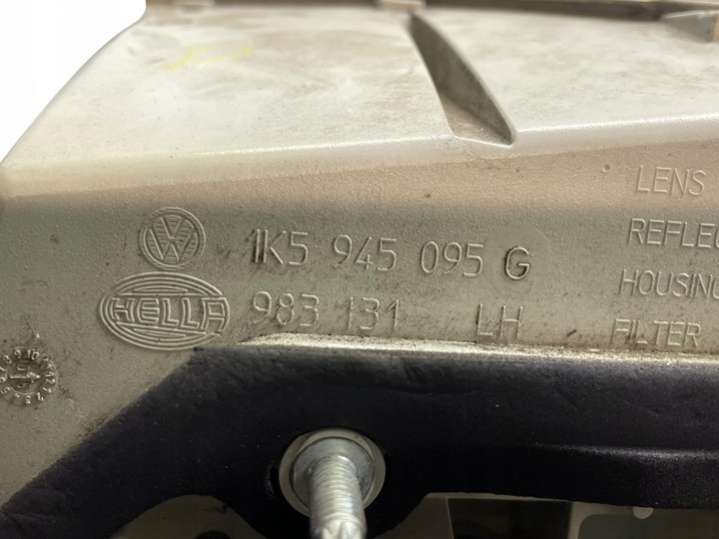 1K5 945 095 G
HELLA 983 131 LH
LENS
REFLEC
HOUSING
FILTER